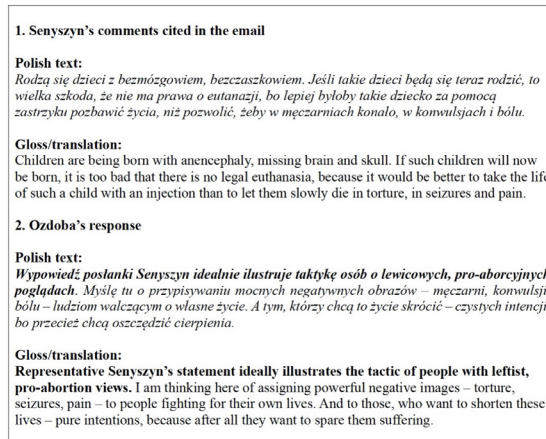 1. Senyszyn's comments cited in the email
Polish text:
Rodzą się dzieci z bezmózgowiem, bezczaszkowiem. Jeśli takie dzieci będą się teraz rodzić, to
wielka szkoda, że nie ma prawa o eutanazji, bo lepiej byłoby takie dziecko za pomocą
zastrzyku pozbawić życia, niż pozwolić, żeby w męczarniach konało, w konwulsjach i bólu.
Gloss/translation:
Children are being born with anencephaly, missing brain and skull. If such children will now
be born, it is too bad that there is no legal euthanasia, because it would be better to take the life
of such a child with an injection than to let them slowly die in torture, in seizures and pain.
2. Ozdoba's response
Polish text:
Wypowiedź posłanki Senyszyn idealnie ilustruje taktykę osób o lewicowych, pro-aborcyjnych
poglądach. Myślę tu o przypisywaniu mocnych negatywnych obrazów – męczarni, konwulsji
bólu – ludziom walczącym o własne życie. A tym, którzy chcą to życie skrócić – czystych intencji
bo przecież chcą oszczędzić cierpienia.
Gloss/translation:
Representative Senyszyn's statement ideally illustrates the tactic of people with leftist,
pro-abortion views. I am thinking here of assigning powerful negative images – torture,
seizures, pain – to people fighting for their own lives. And to those, who want to shorten these
lives – pure intentions, because after all they want to spare them suffering.